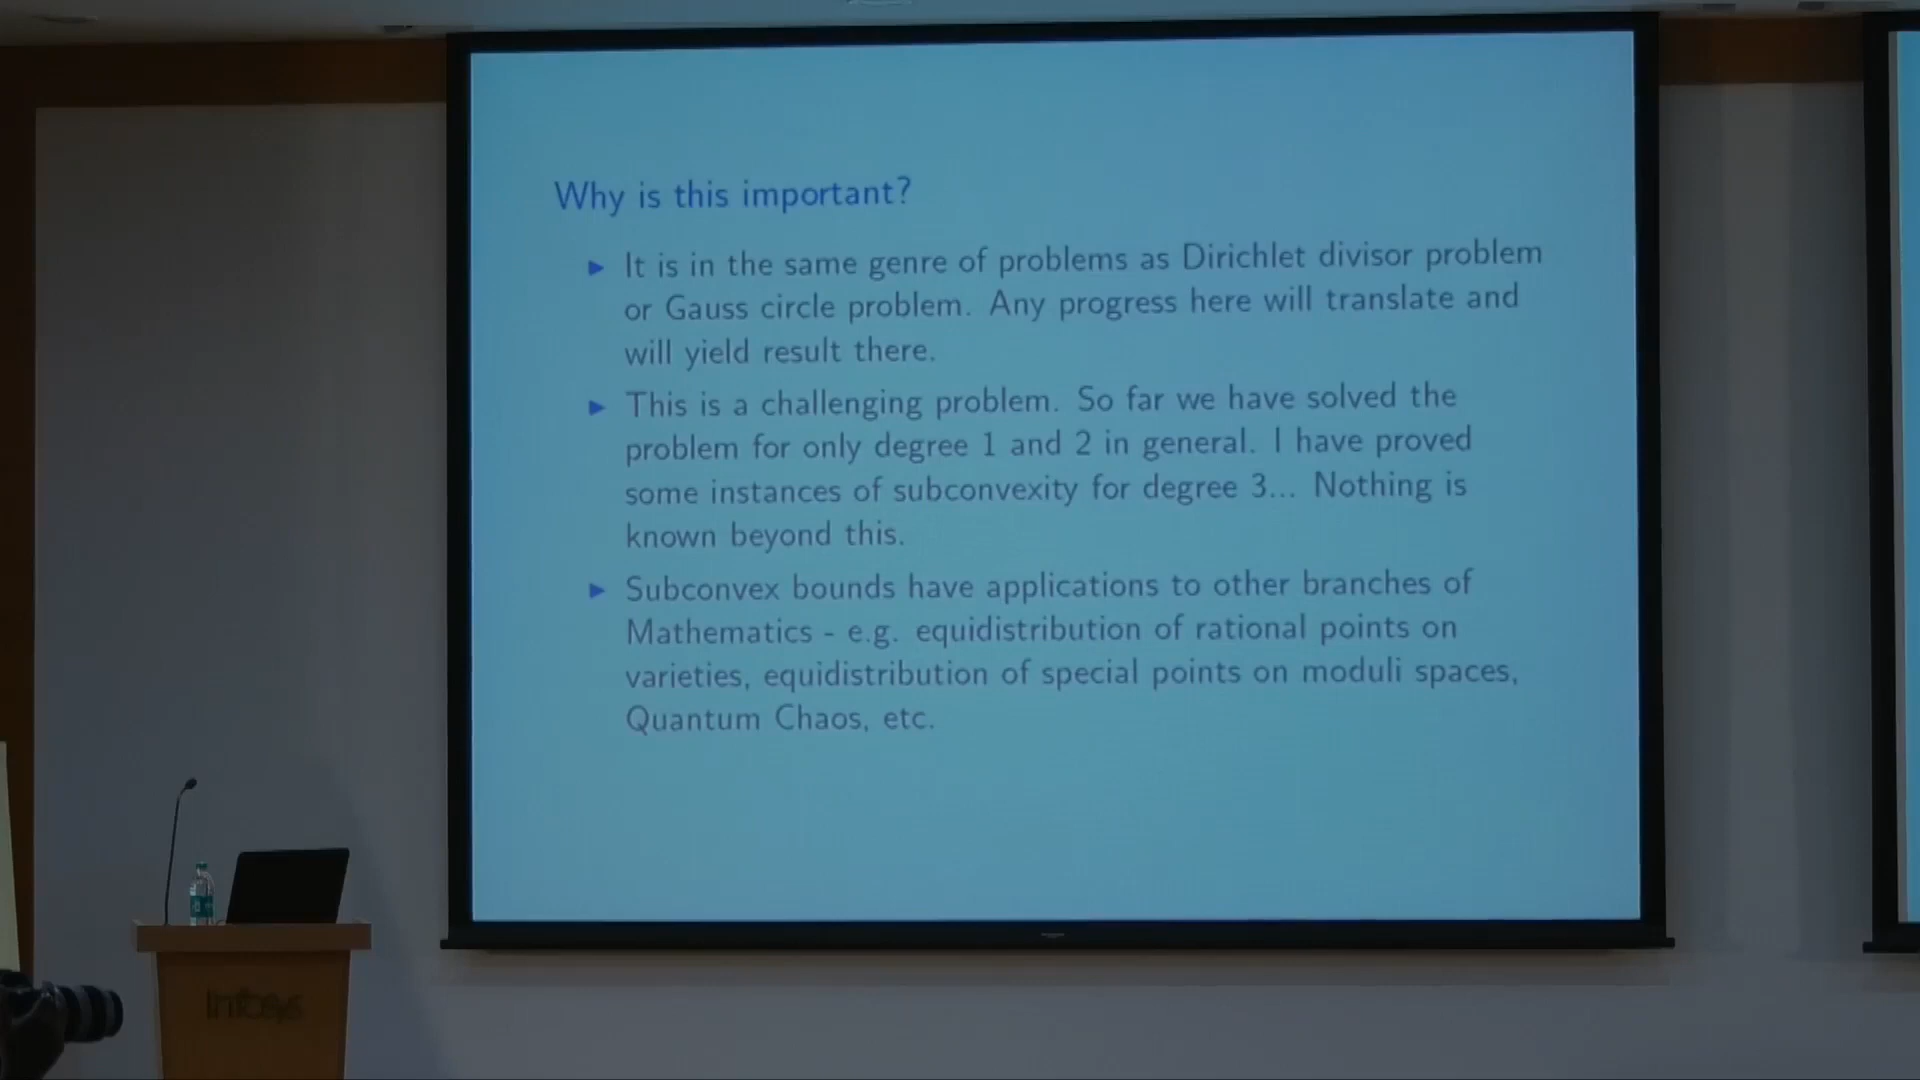 Why is this important?
► It is in the same genre of problems as Dirichlet divisor problem
or Gauss circle problem. Any progress here will translate and
will yield result there.
► This is a challenging problem. So far we have solved the
problem for only degree 1 and 2 in general. I have proved
some instances of subconvexity for degree 3... Nothing is
known beyond this.
► Subconvex bounds have applications to other branches of
Mathematics - e.g. equidistribution of rational points on
varieties, equidistribution of special points on moduli spaces,
Quantum Chaos, etc.
Infosys